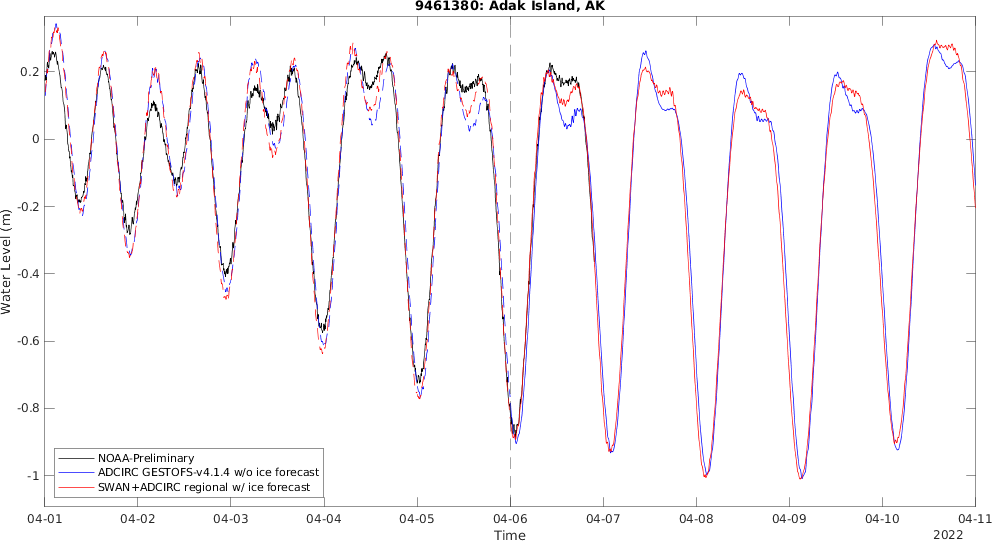 9461380: Adak Island, AK
Water Level (m)
0.2
0
-0.2
-0.4
-0.6
-0.8
-1
NOAA-Preliminary
ADCIRC GESTOFS-v4.1.4 w/o ice forecast
SWAN+ADCIRC regional w/ ice forecast
04-01 04-02 04-03 04-04 04-05 04-06 04-07 04-08 04-09 04-10 04-11
Time
2022